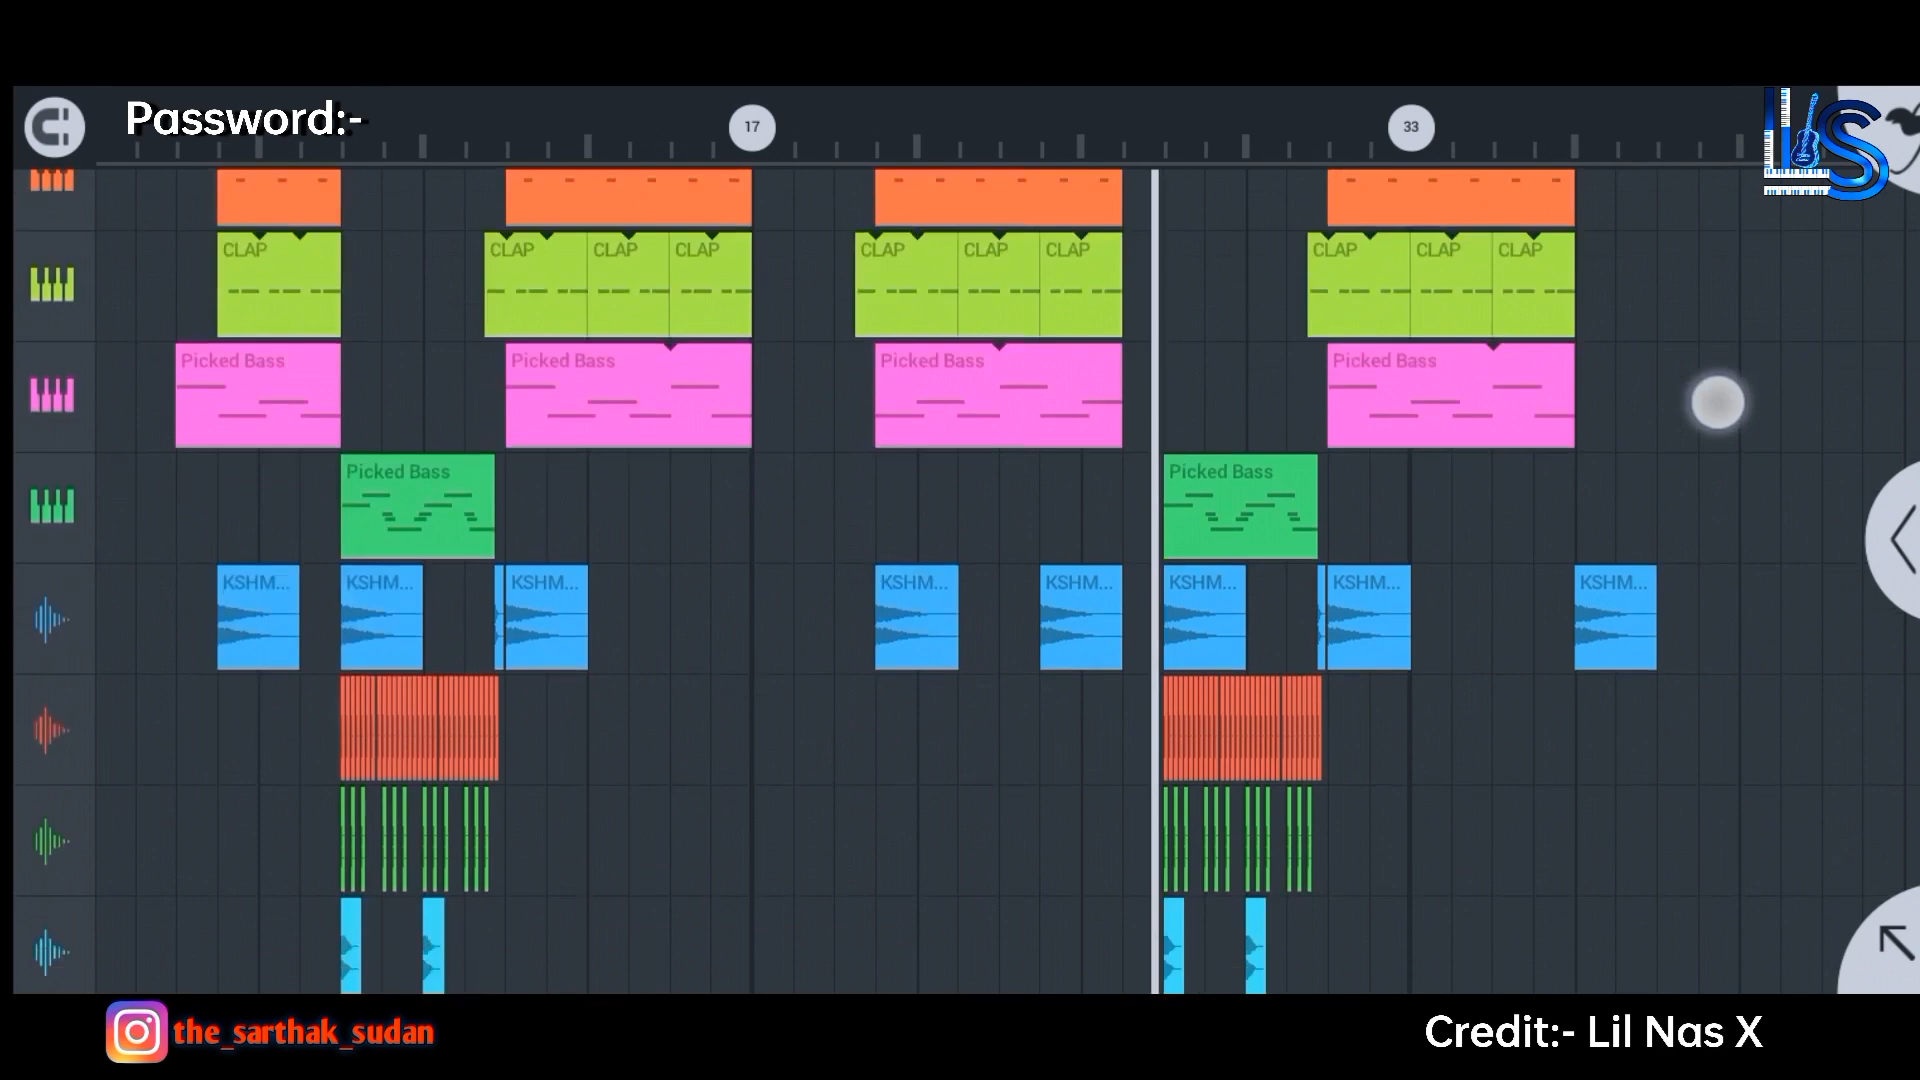 Password:-
17
33
LS
CLAP
CLAP
CLAP
CLAP
CLAP
CLAP
CLAP
CLAP
CLAP
CLAP
Picked Bass
Picked Bass
Picked Bass
Picked Bass
Picked Bass
Picked Bass
KSHM...
KSHM...
KSHM...
KSHM...
KSHM...
KSHM...
KSHM...
KSHM...
the_sarthak_sudan
Credit:- Lil Nas X